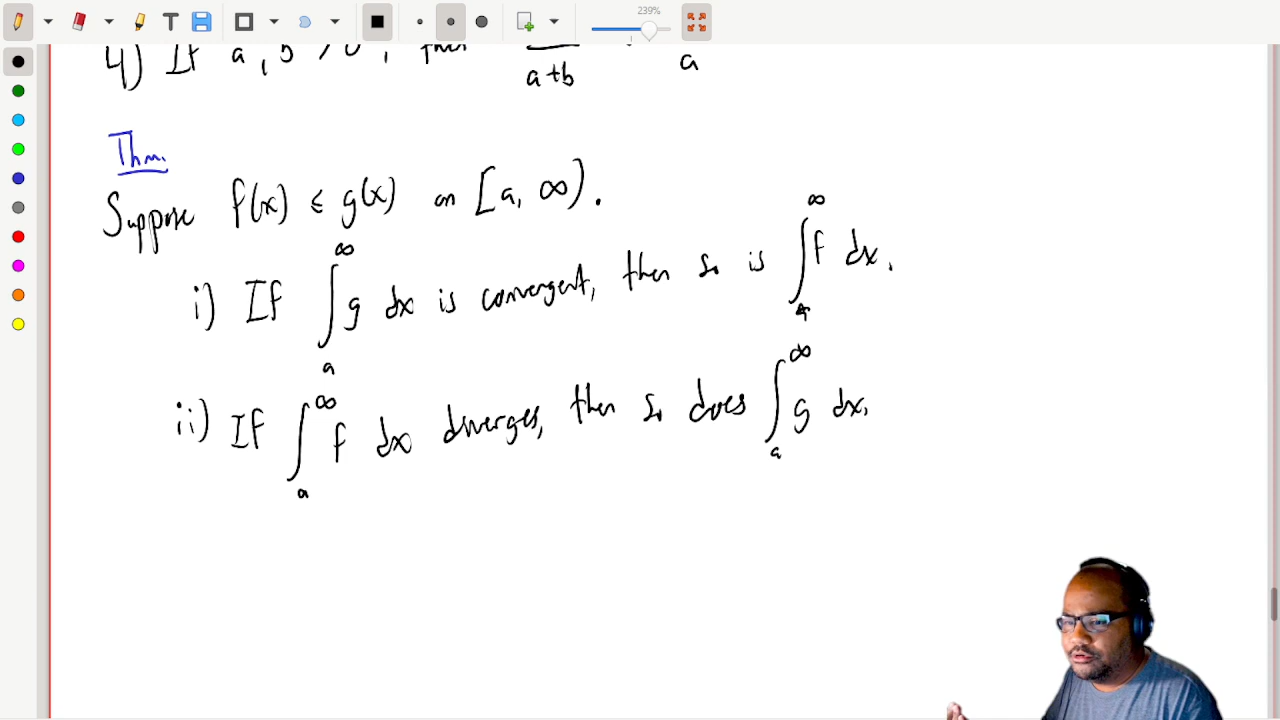 239%
4) If a, b > 0, then
a+b
a
Thm.
Suppose f(x) ≤ g(x) on [a, ∞).
i) If ∫_a^∞ g dx is convergent, then so is ∫_a^∞ f dx.
ii) If ∫_a^∞ f dx diverges, then so does ∫_a^∞ g dx.